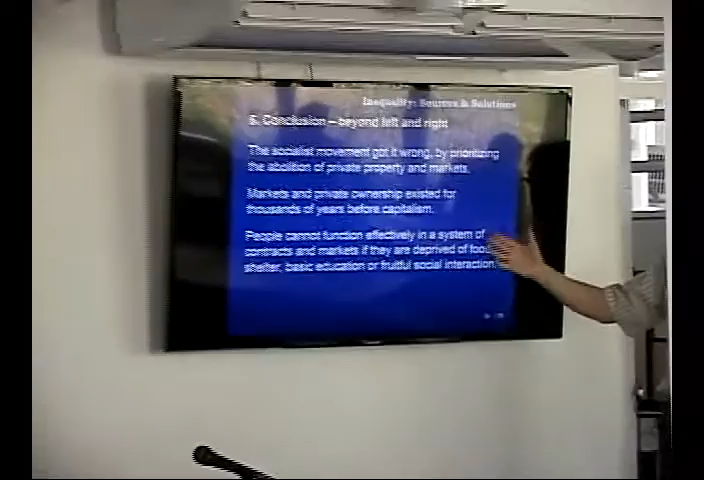 Inequality: Sources & Solutions
6. Conclusion – beyond left and right
The socialist movement got it wrong, by prioritizing
the abolition of private property and markets.
Markets and private ownership existed for
thousands of years before capitalism.
People cannot function effectively in a system of
contracts and markets if they are deprived of
shelter, basic education or fruitful social interaction